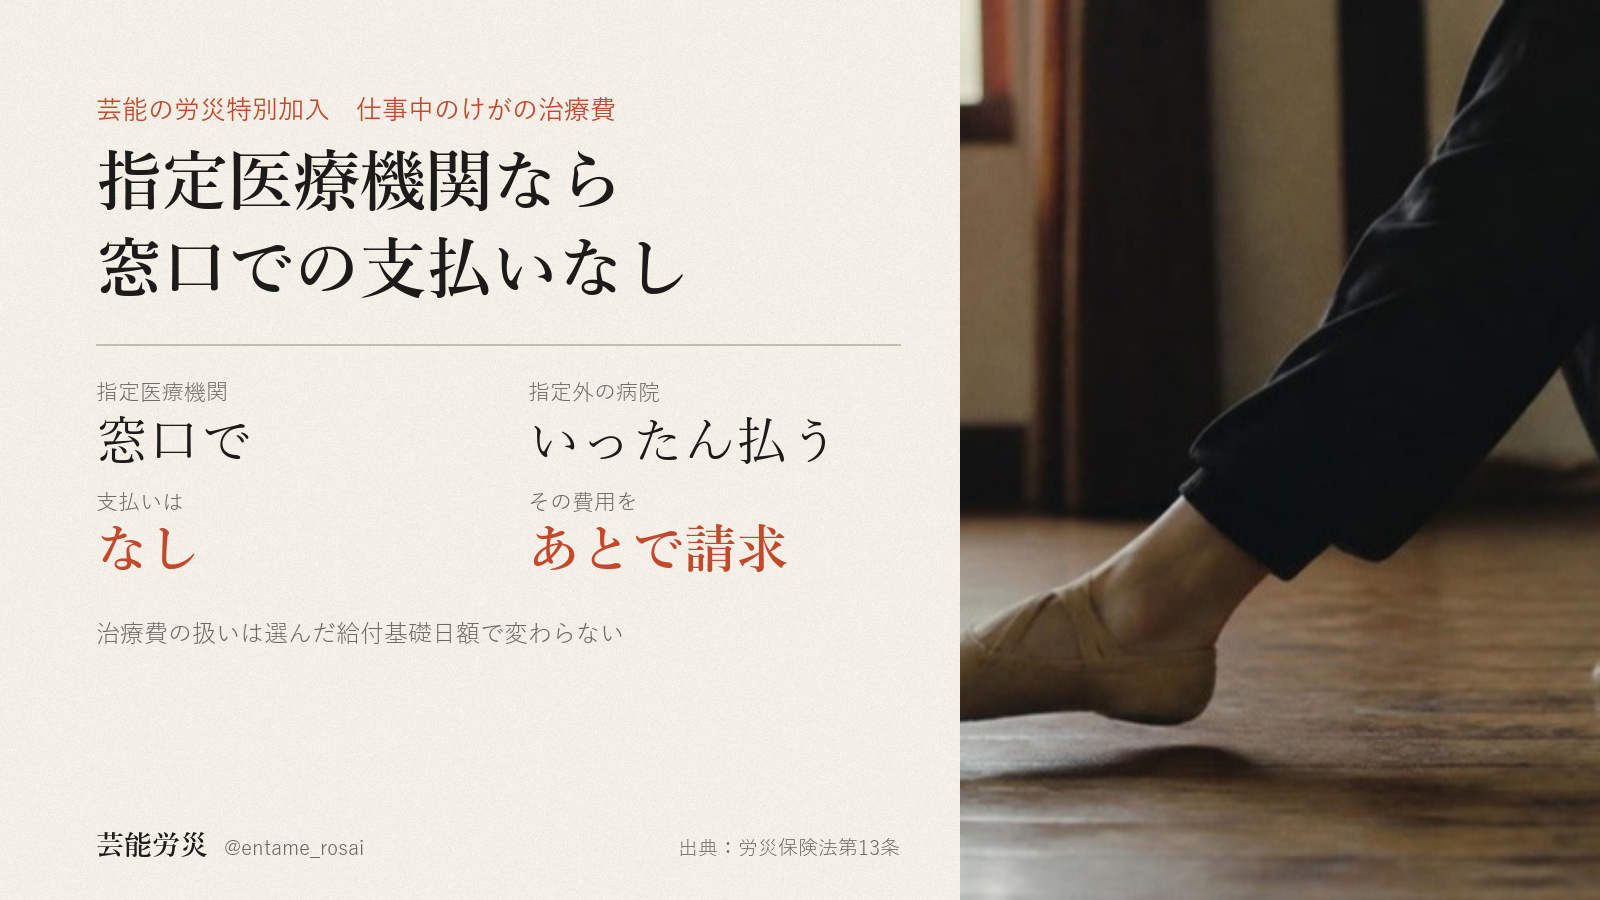 芸能の労災特別加入　仕事中のけがの治療費
指定医療機関なら
窓口での支払いなし
指定医療機関
窓口で
支払いは
なし
指定外の病院
いったん払う
その費用を
あとで請求
治療費の扱いは選んだ給付基礎日額で変わらない
芸能労災 @entame_rosai
出典：労災保険法第13条